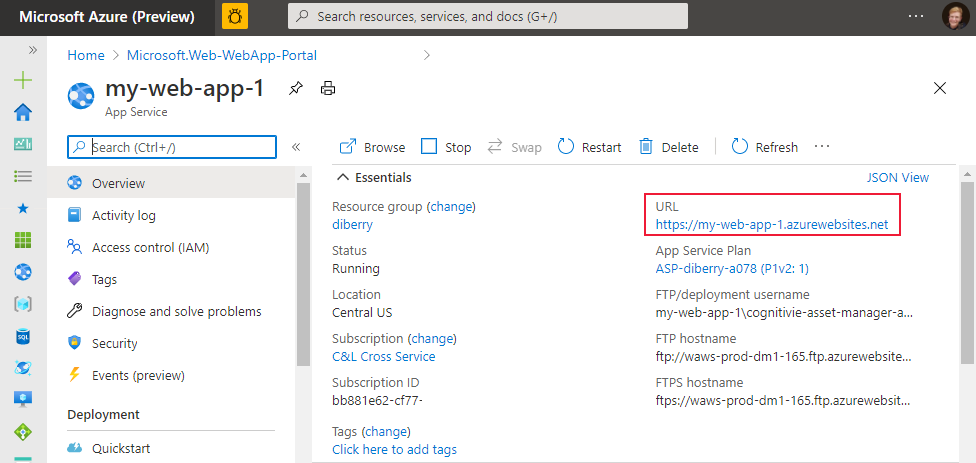 Microsoft Azure (Preview)
Search resources, services, and docs (G+/)
Home > Microsoft.Web-WebApp-Portal >
my-web-app-1
App Service
Search (Ctrl+/)
Browse Stop Swap Restart Delete Refresh ...
Overview
Activity log
Access control (IAM)
Tags
Diagnose and solve problems
Security
Events (preview)
Deployment
Quickstart
Essentials
JSON View
Resource group (change)
diberry
Status
Running
Location
Central US
Subscription (change)
C&L Cross Service
Subscription ID
bb881e62-cf77-
Tags (change)
Click here to add tags
URL
https://my-web-app-1.azurewebsites.net
App Service Plan
ASP-diberry-a078 (P1v2: 1)
FTP/deployment username
my-web-app-1\cognitivie-asset-manager-a...
FTP hostname
ftp://waws-prod-dm1-165.ftp.azurewebsite...
FTPS hostname
ftps://waws-prod-dm1-165.ftp.azurewebsit...